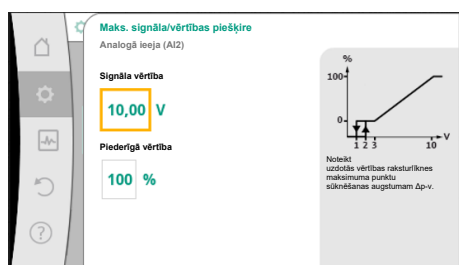 Maks. signāla/vērtības piešķire
Analogā ieeja (AI2)
Signāla vērtība
10,00 V
Piederīgā vērtība
100 %
%
100
0
1 2 3 10
V
Noteikt
uzdotās vērtības raksturlīknes
maksimuma punktu
sūknēšanas augstumam Δp-v.